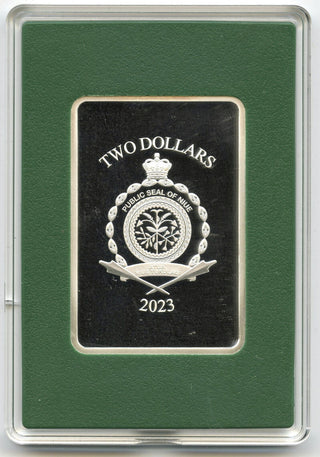 TWO DOLLARS
PUBLIC SEAL OF NIUE
2023